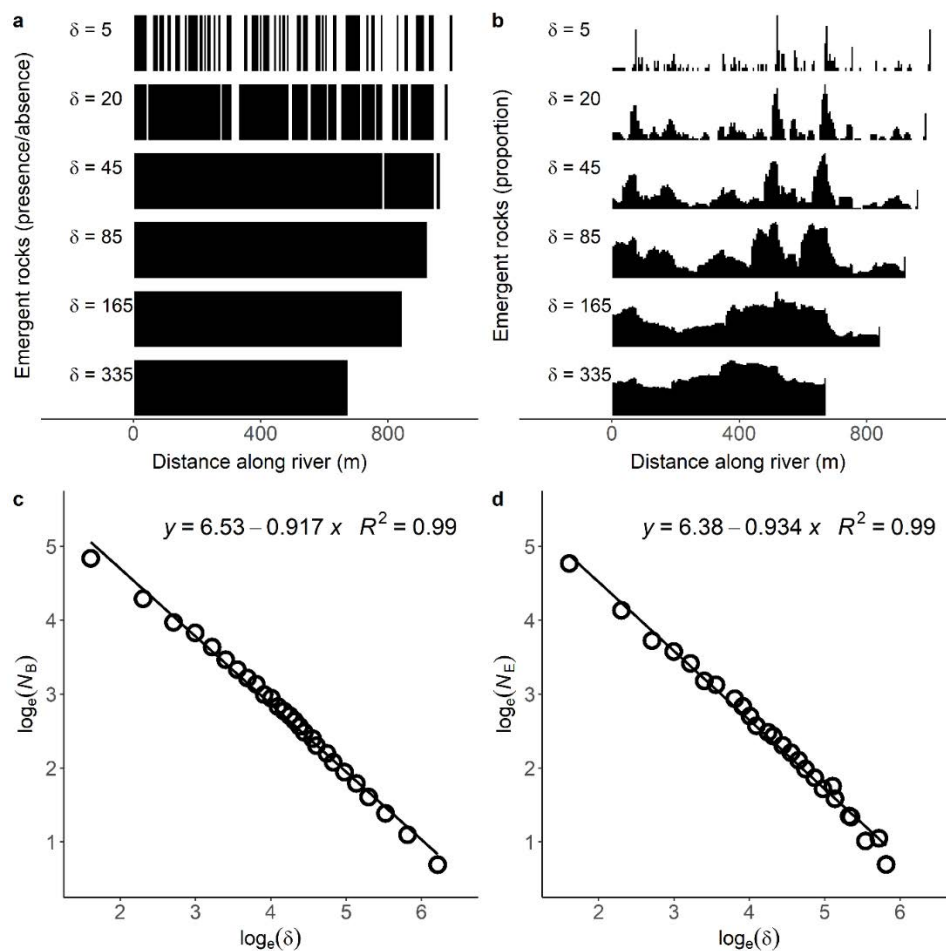 a
Emergent rocks (presence/absence)
δ = 5
δ = 20
δ = 45
δ = 85
δ = 165
δ = 335
0 400 800
Distance along river (m)
b
Emergent rocks (proportion)
δ = 5
δ = 20
δ = 45
δ = 85
δ = 165
δ = 335
0 400 800
Distance along river (m)
c
y = 6.53 – 0.917 x R² = 0.99
logₑ(N_B)
5
4
3
2
1
2 3 4 5 6
logₑ(δ)
d
y = 6.38 – 0.934 x R² = 0.99
logₑ(N_E)
5
4
3
2
1
2 3 4 5 6
logₑ(δ)